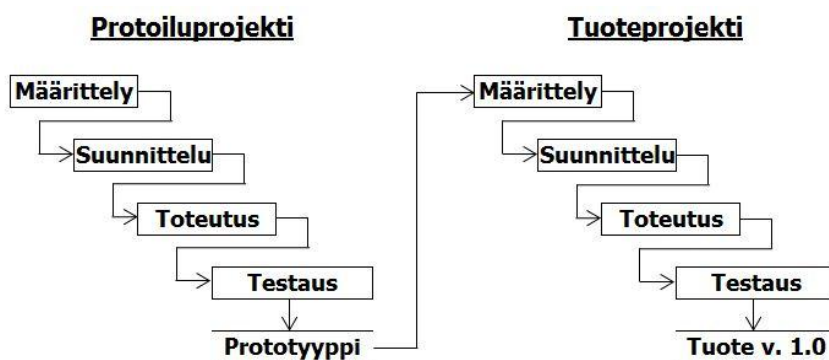 Protoiluprojekti
Määrittely
Suunnittelu
Toteutus
Testaus
Prototyyppi
Tuoteprojekti
Määrittely
Suunnittelu
Toteutus
Testaus
Tuote v. 1.0